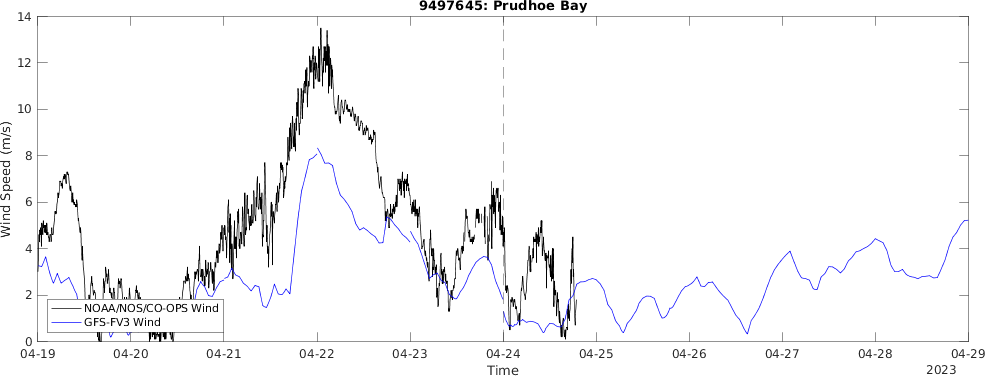 9497645: Prudhoe Bay
Wind Speed (m/s)
14
12
10
8
6
4
2
0
NOAA/NOS/CO-OPS Wind
GFS-FV3 Wind
04-19 04-20 04-21 04-22 04-23 04-24 04-25 04-26 04-27 04-28 04-29
Time
2023